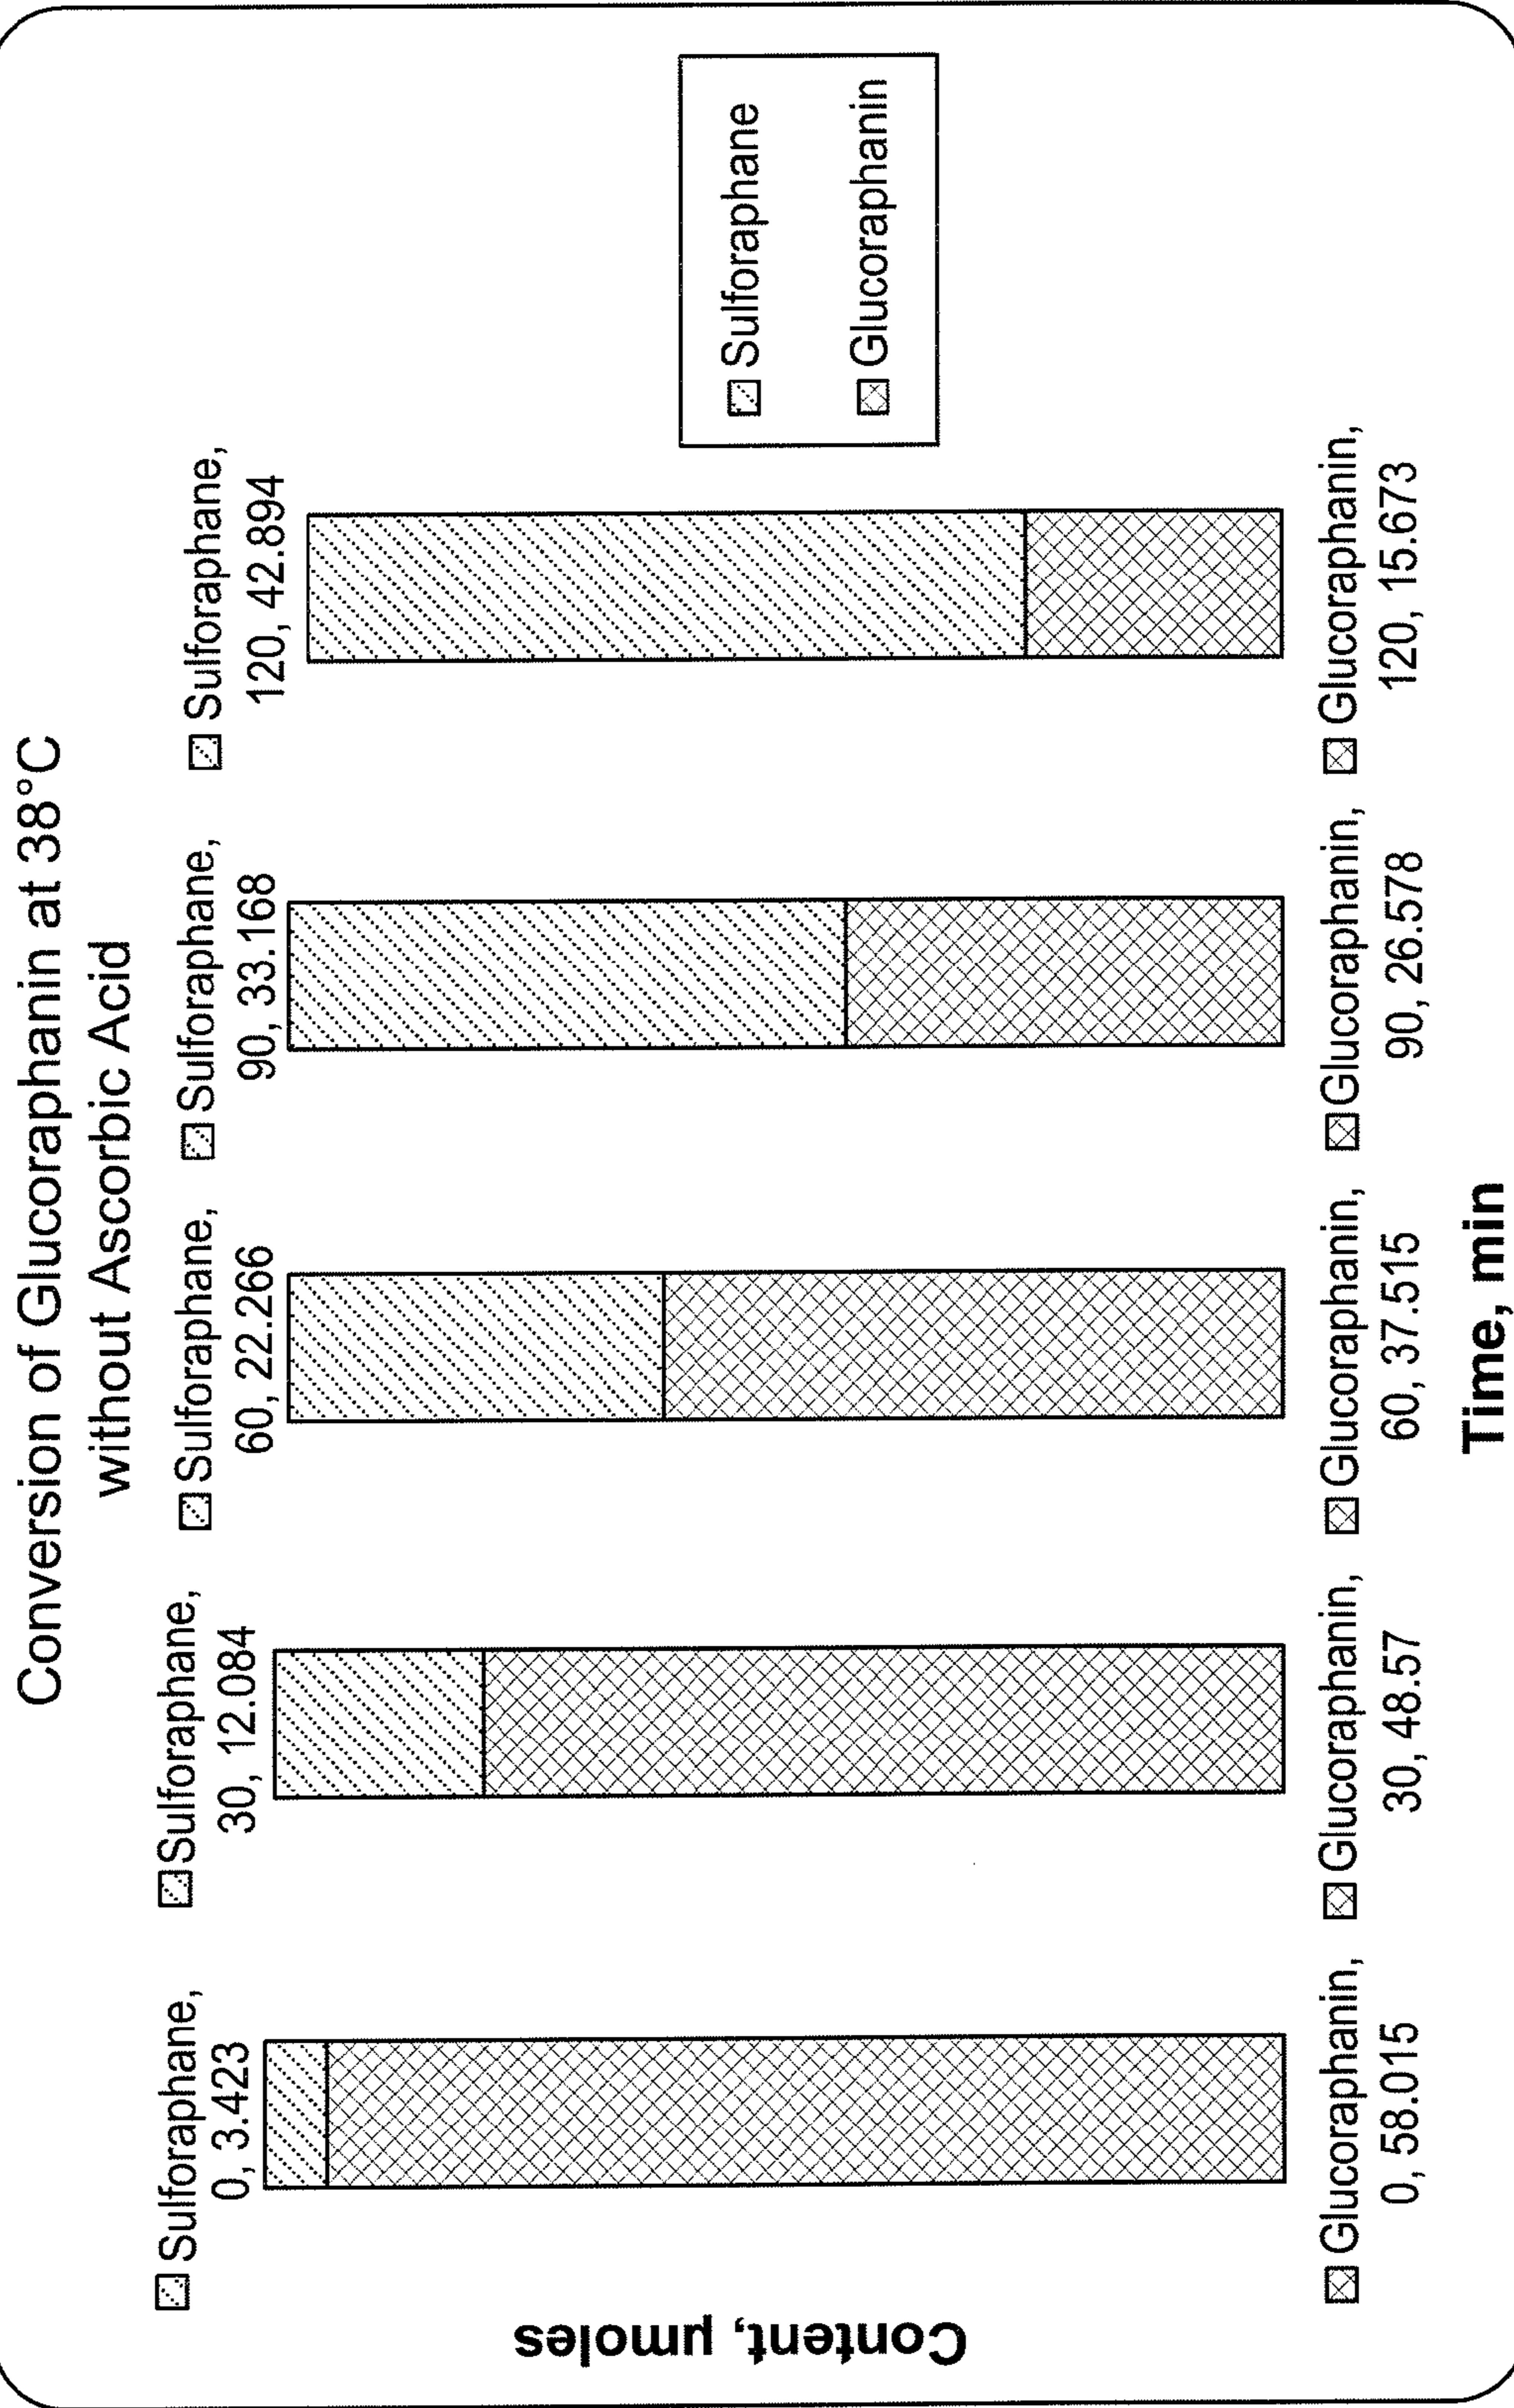 Conversion of Glucoraphanin at 38°C
without Ascorbic Acid
Sulforaphane,
0, 3.423
Sulforaphane,
30, 12.084
Sulforaphane,
60, 22.266
Sulforaphane,
90, 33.168
Sulforaphane,
120, 42.894
Sulforaphane
Glucoraphanin
Content, µmoles
Glucoraphanin,
0, 58.015
Glucoraphanin,
30, 48.57
Glucoraphanin,
60, 37.515
Glucoraphanin,
90, 26.578
Glucoraphanin,
120, 15.673
Time, min